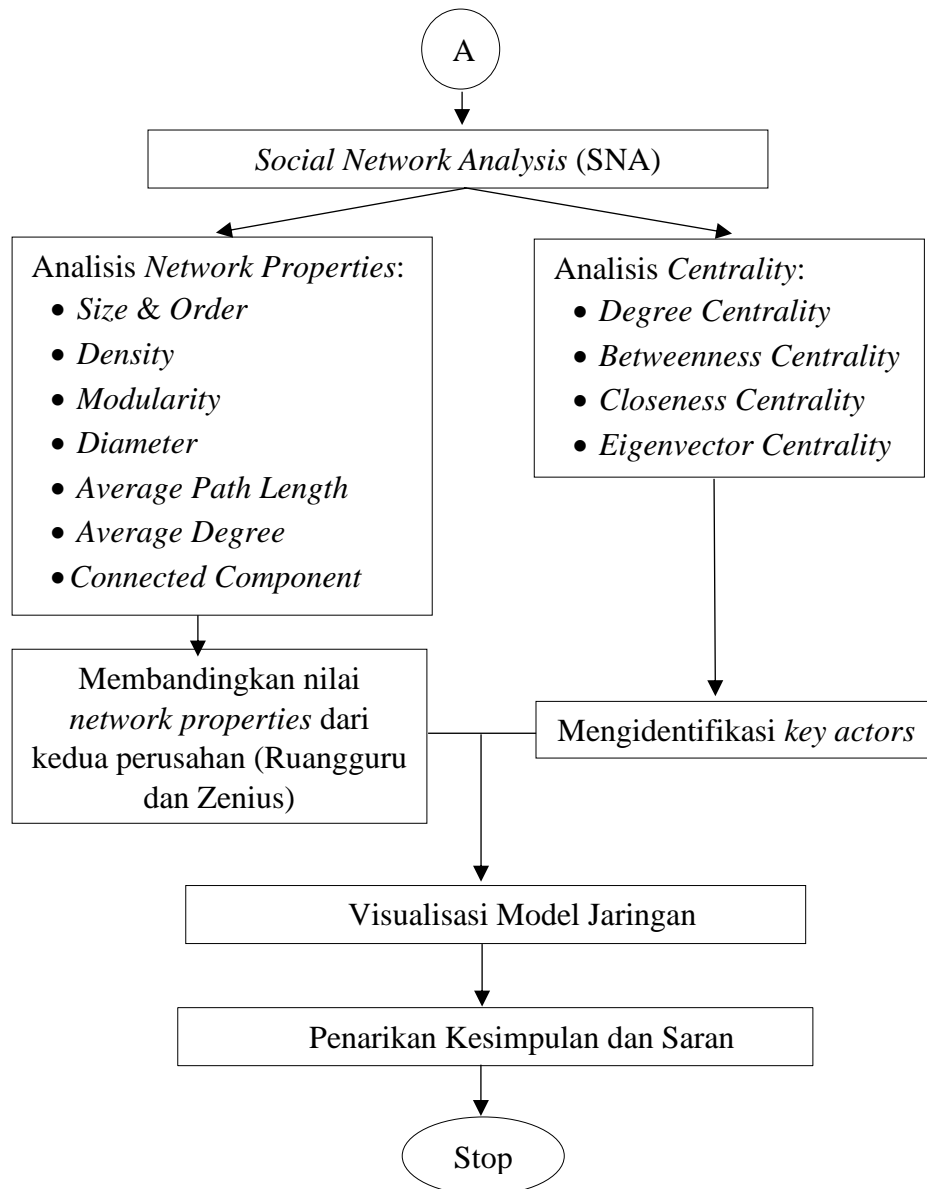 A
Social Network Analysis (SNA)
Analisis Network Properties:
• Size & Order
• Density
• Modularity
• Diameter
• Average Path Length
• Average Degree
• Connected Component
Analisis Centrality:
• Degree Centrality
• Betweenness Centrality
• Closeness Centrality
• Eigenvector Centrality
Membandingkan nilai
network properties dari
kedua perusahan (Ruangguru
dan Zenius)
Mengidentifikasi key actors
Visualisasi Model Jaringan
Penarikan Kesimpulan dan Saran
Stop